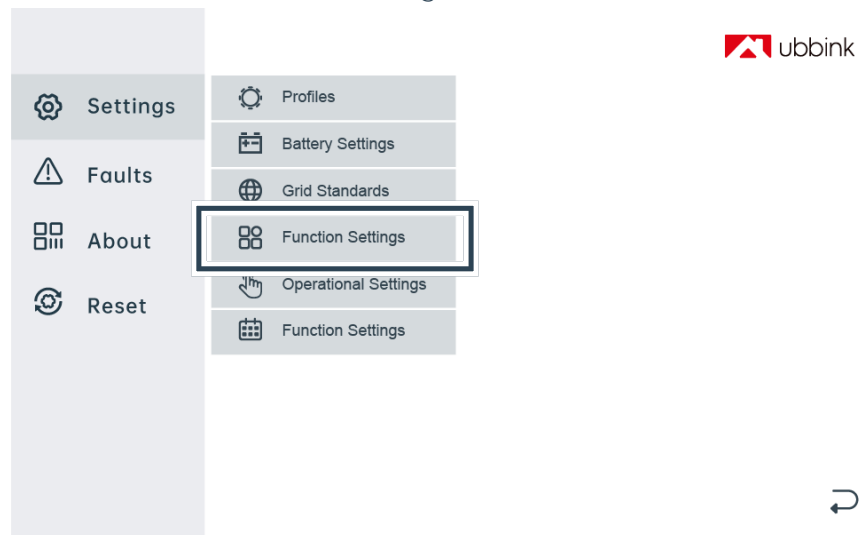 ubbink
Settings
Faults
About
Reset
Profiles
Battery Settings
Grid Standards
Function Settings
Operational Settings
Function Settings